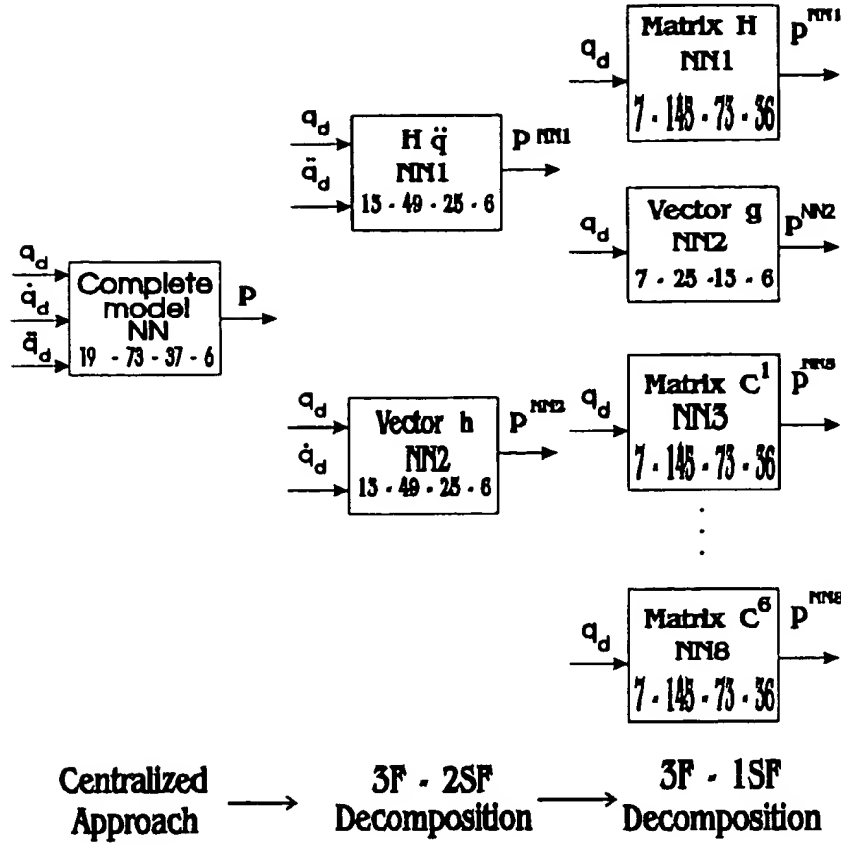 q_d
q̇_d
q̈_d
Complete
model
NN
19 - 73 - 37 - 6
P
q_d
q̈_d
H q̈
NN1
13 - 49 - 25 - 6
P^NN1
q_d
q̇_d
Vector h
NN2
13 - 49 - 25 - 6
P^NN2
q_d
Matrix H
NN1
7 - 145 - 73 - 36
P^NN1
q_d
Vector g
NN2
7 - 25 - 13 - 6
P^NN2
q_d
Matrix C^1
NN3
7 - 145 - 73 - 36
P^NN3
q_d
Matrix C^6
NN8
7 - 145 - 73 - 36
P^NN8
Centralized
Approach
3F - 2SF
Decomposition
3F - 1SF
Decomposition